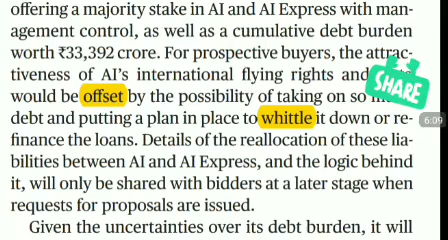 offering a majority stake in AI and AI Express with man-
agement control, as well as a cumulative debt burden
worth ₹33,392 crore. For prospective buyers, the attrac-
tiveness of AI’s international flying rights and
would be offset by the possibility of taking on so
debt and putting a plan in place to whittle it down or re-
finance the loans. Details of the reallocation of these lia-
bilities between AI and AI Express, and the logic behind
it, will only be shared with bidders at a later stage when
requests for proposals are issued.
Given the uncertainties over its debt burden, it will
SHARE
6:09